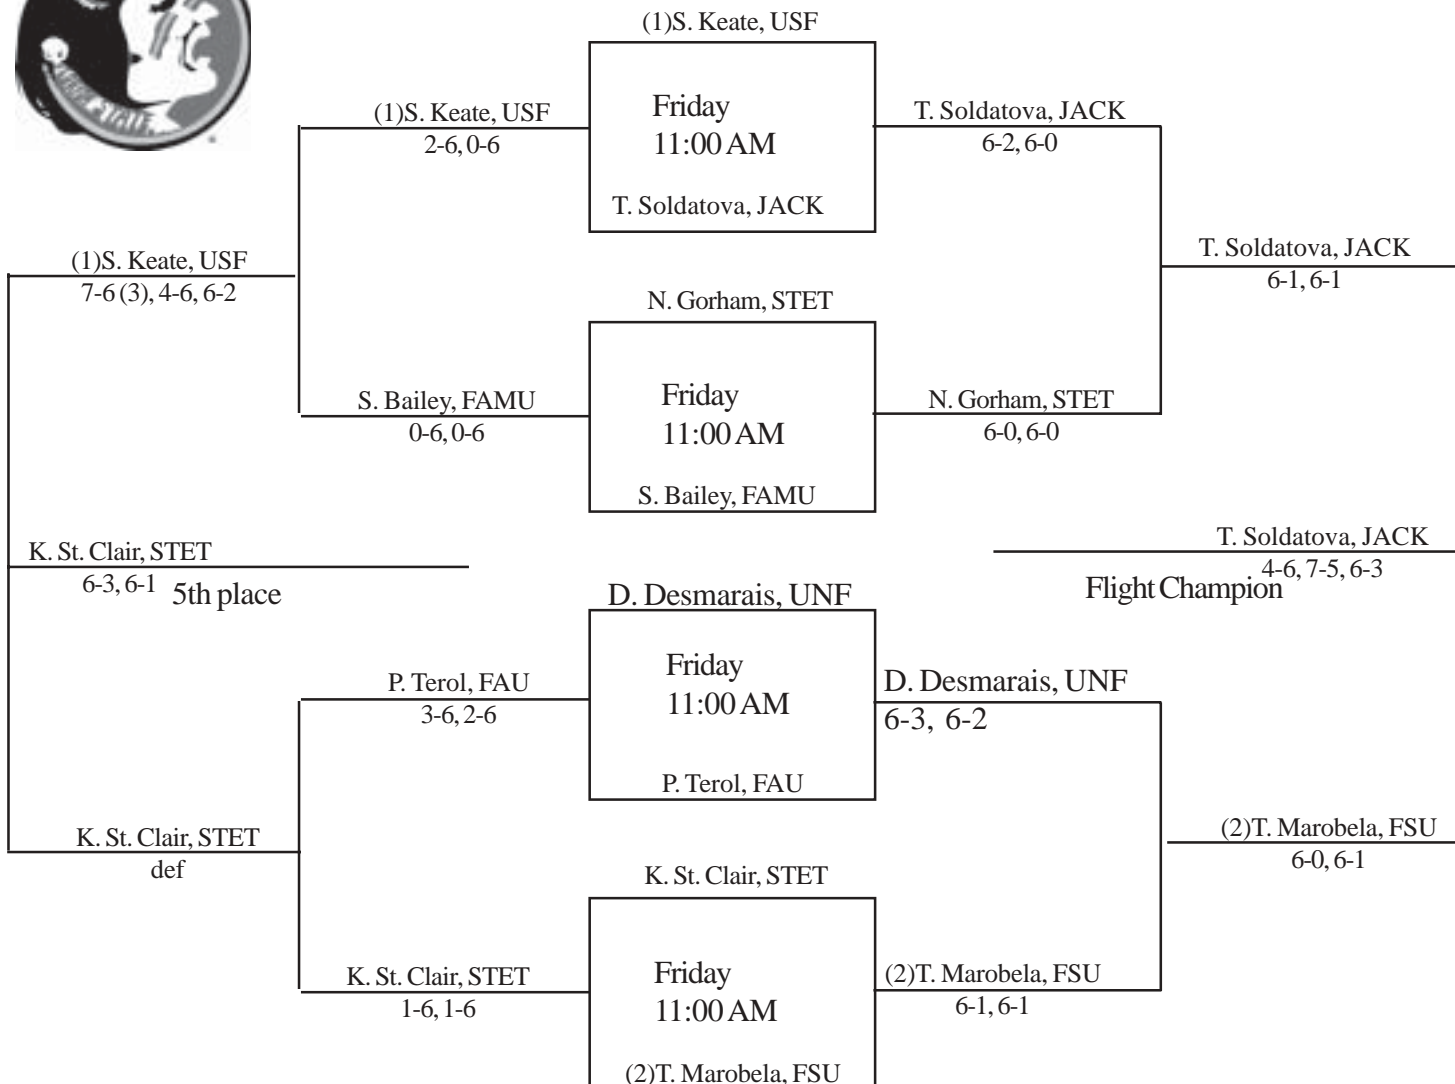 (1)S. Keate, USF
(1)S. Keate, USF
2-6, 0-6
Friday
11:00 AM
T. Soldatova, JACK
6-2, 6-0
T. Soldatova, JACK
(1)S. Keate, USF
7-6 (3), 4-6, 6-2
T. Soldatova, JACK
6-1, 6-1
N. Gorham, STET
S. Bailey, FAMU
0-6, 0-6
Friday
11:00 AM
N. Gorham, STET
6-0, 6-0
S. Bailey, FAMU
K. St. Clair, STET
6-3, 6-1
5th place
T. Soldatova, JACK
4-6, 7-5, 6-3
Flight Champion
D. Desmarais, UNF
P. Terol, FAU
3-6, 2-6
Friday
11:00 AM
D. Desmarais, UNF
6-3, 6-2
P. Terol, FAU
K. St. Clair, STET
def
(2)T. Marobela, FSU
6-0, 6-1
K. St. Clair, STET
K. St. Clair, STET
1-6, 1-6
Friday
11:00 AM
(2)T. Marobela, FSU
6-1, 6-1
(2)T. Marobela, FSU